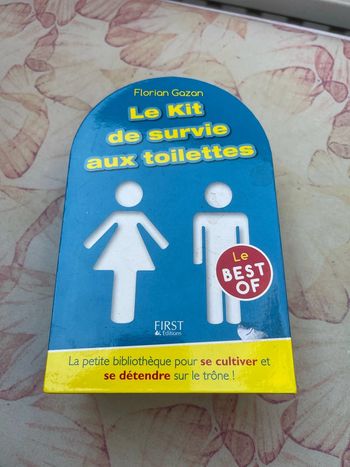 Florian Gazan
Le Kit
de survie
aux toilettes
Le
BEST
OF
FIRST
& Editions
La petite bibliothèque pour se cultiver et
se détendre sur le trône !